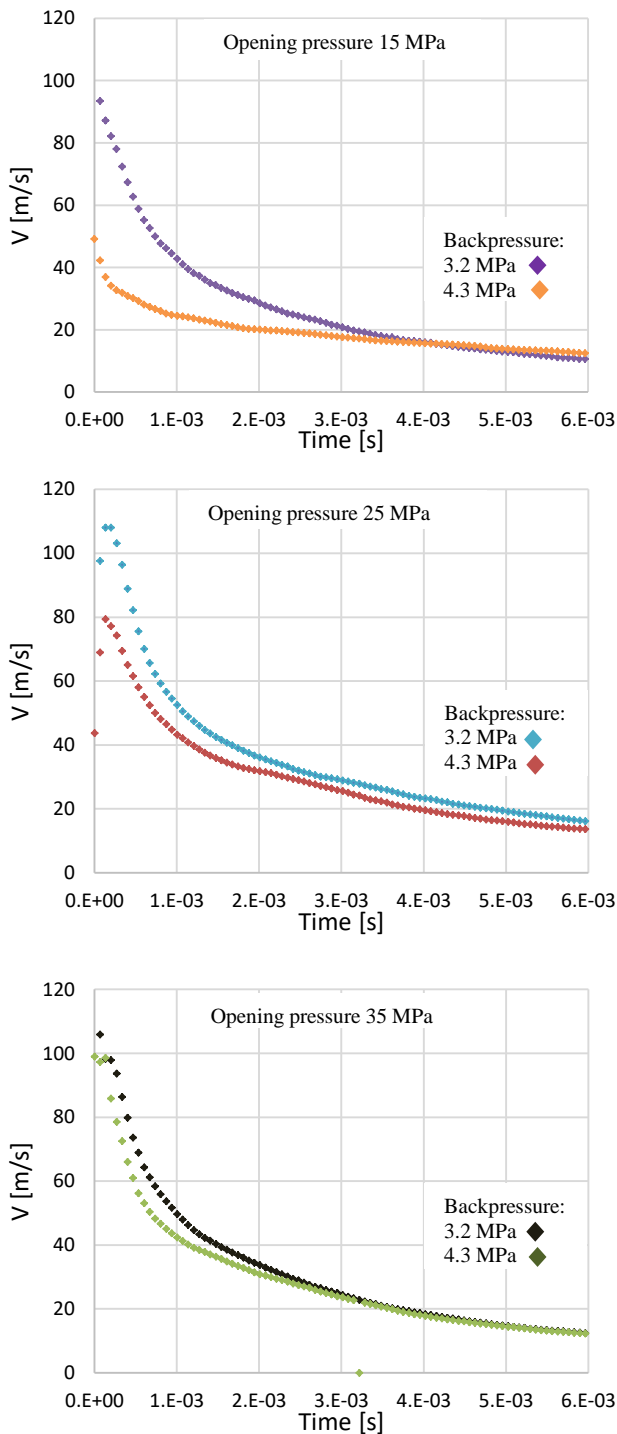 Opening pressure 15 MPa
120
100
80
60
40
20
0
V [m/s]
Backpressure:
3.2 MPa
4.3 MPa
0.E+00 1.E-03 2.E-03 3.E-03 4.E-03 5.E-03 6.E-03
Time [s]
Opening pressure 25 MPa
120
100
80
60
40
20
0
V [m/s]
Backpressure:
3.2 MPa
4.3 MPa
0.E+00 1.E-03 2.E-03 3.E-03 4.E-03 5.E-03 6.E-03
Time [s]
Opening pressure 35 MPa
120
100
80
60
40
20
0
V [m/s]
Backpressure:
3.2 MPa
4.3 MPa
0.E+00 1.E-03 2.E-03 3.E-03 4.E-03 5.E-03 6.E-03
Time [s]